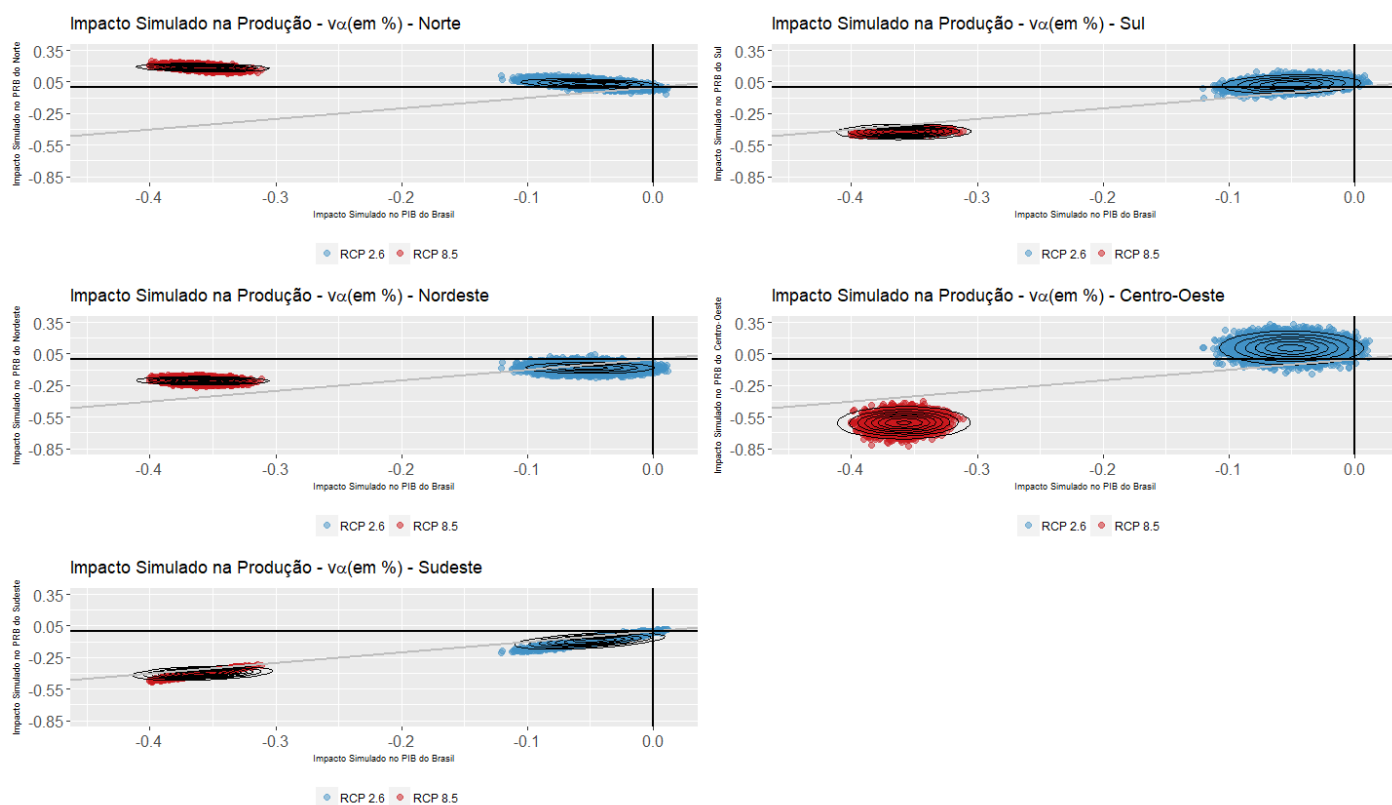 Impacto Simulado na Produção - vα(em %) - Norte
Impacto Simulado no PRB do Norte
0.35
0.05
-0.25
-0.55
-0.85
-0.4 -0.3 -0.2 -0.1 0.0
Impacto Simulado no PIB do Brasil
RCP 2.6 RCP 8.5
Impacto Simulado na Produção - vα(em %) - Sul
Impacto Simulado no PRB do Sul
0.35
0.05
-0.25
-0.55
-0.85
-0.4 -0.3 -0.2 -0.1 0.0
Impacto Simulado no PIB do Brasil
RCP 2.6 RCP 8.5
Impacto Simulado na Produção - vα(em %) - Nordeste
Impacto Simulado no PRB do Nordeste
0.35
0.05
-0.25
-0.55
-0.85
-0.4 -0.3 -0.2 -0.1 0.0
Impacto Simulado no PIB do Brasil
RCP 2.6 RCP 8.5
Impacto Simulado na Produção - vα(em %) - Centro-Oeste
Impacto Simulado no PRB do Centro-Oeste
0.35
0.05
-0.25
-0.55
-0.85
-0.4 -0.3 -0.2 -0.1 0.0
Impacto Simulado no PIB do Brasil
RCP 2.6 RCP 8.5
Impacto Simulado na Produção - vα(em %) - Sudeste
Impacto Simulado no PRB do Sudeste
0.35
0.05
-0.25
-0.55
-0.85
-0.4 -0.3 -0.2 -0.1 0.0
Impacto Simulado no PIB do Brasil
RCP 2.6 RCP 8.5